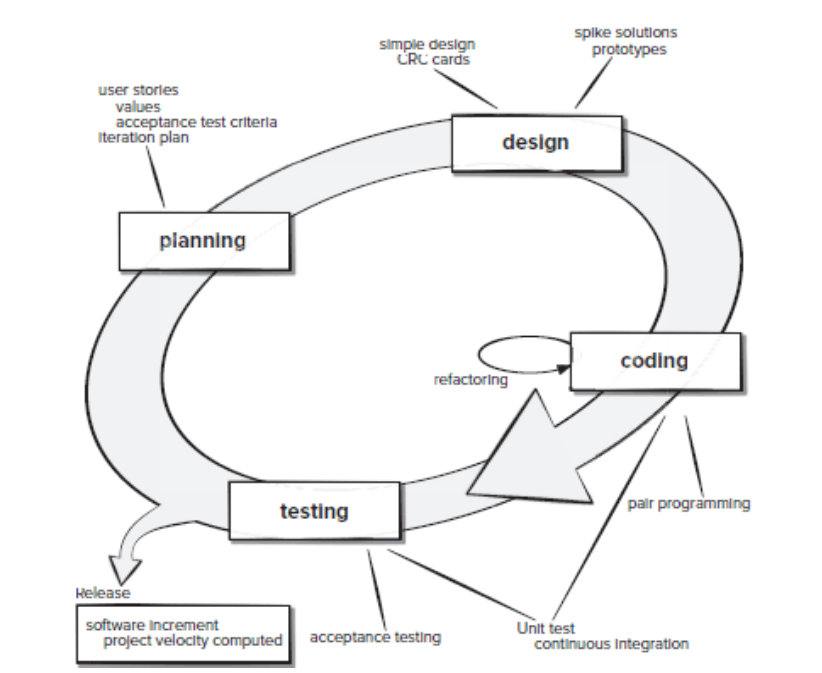 spike solutions
prototypes
simple design
CRC cards
user stories
values
acceptance test criteria
iteration plan
design
planning
coding
refactoring
testing
pair programming
Release
software increment
project velocity computed
acceptance testing
Unit test
continuous integration